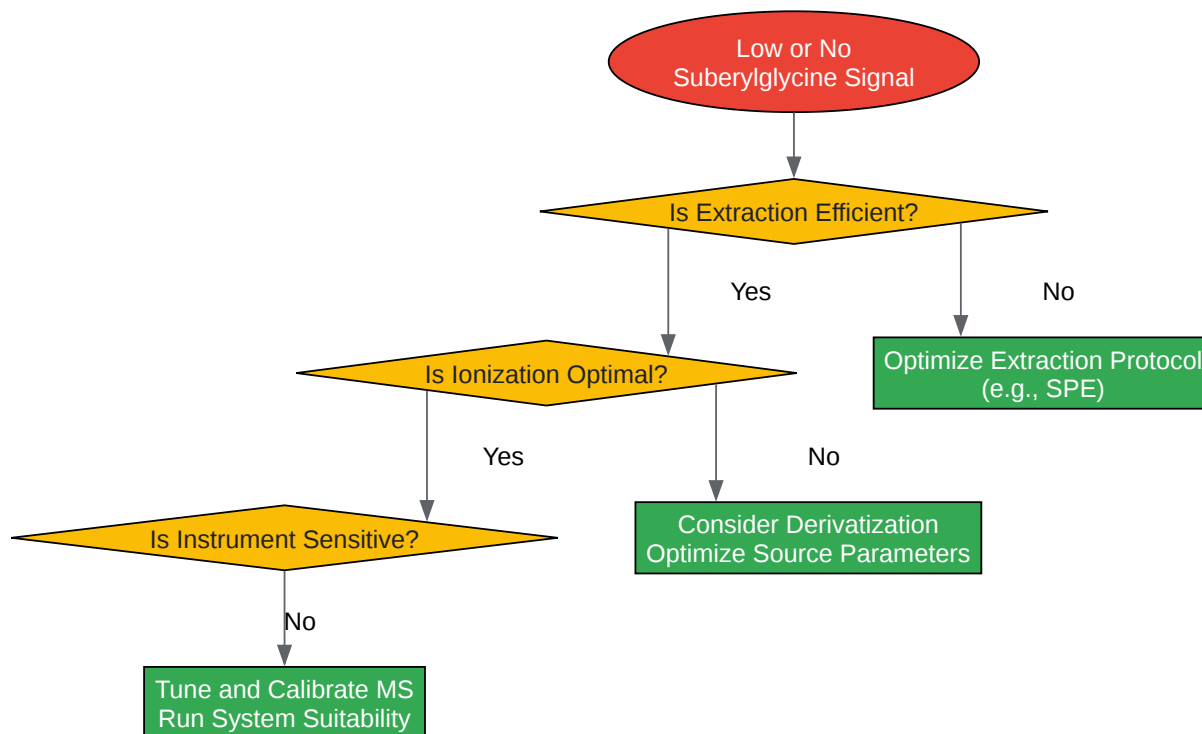 Low or No
Suberylglycine Signal
Is Extraction Efficient?
Yes
No
Optimize Extraction Protocol
(e.g., SPE)
Is Ionization Optimal?
Yes
No
Consider Derivatization
Optimize Source Parameters
Is Instrument Sensitive?
No
Tune and Calibrate MS
Run System Suitability